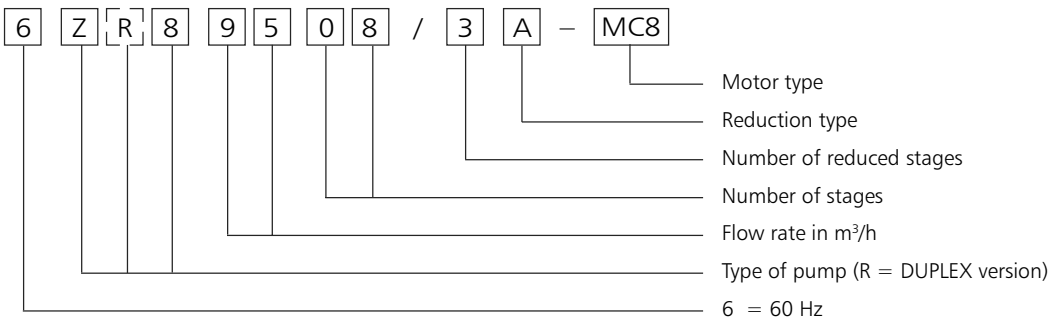 6 Z R 8 9 5 0 8 / 3 A – MC8
Motor type
Reduction type
Number of reduced stages
Number of stages
Flow rate in m³/h
Type of pump (R = DUPLEX version)
6 = 60 Hz